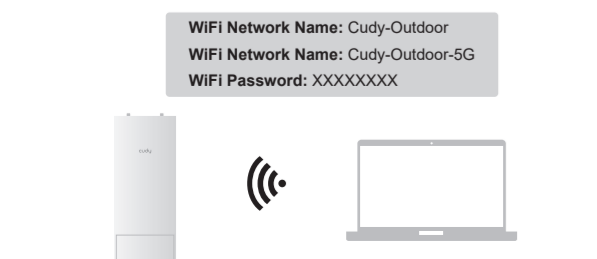 WiFi Network Name: Cudy-Outdoor
WiFi Network Name: Cudy-Outdoor-5G
WiFi Password: XXXXXXXX
cudy